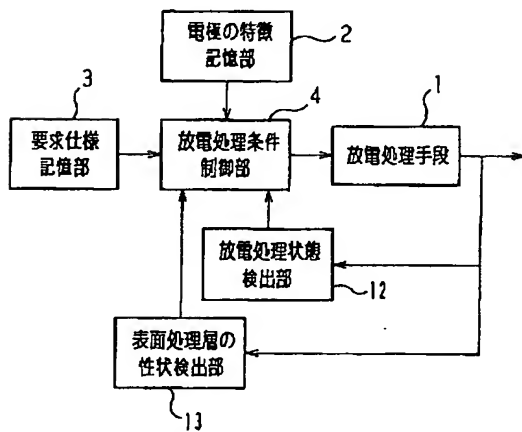 電極の特徴
記憶部
2
3
4
1
要求仕様
記憶部
放電処理条件
制御部
放電処理手段
放電処理状態
検出部
12
表面処理層の
性状検出部
13